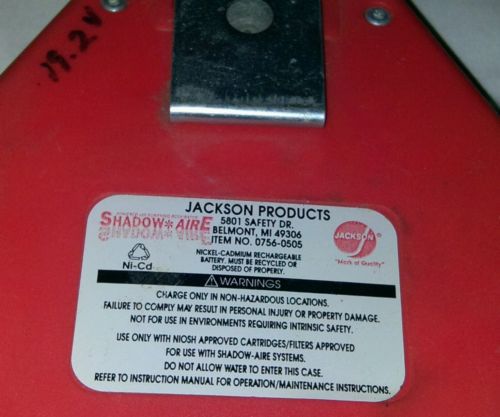 19.2V
JACKSON PRODUCTS
5801 SAFETY DR.
BELMONT, MI 49306
ITEM NO. 0756-0505
SHADOW*AIRE
JACKSON
"Mark of Quality"
NICKEL-CADMIUM RECHARGEABLE
BATTERY, MUST BE RECYCLED OR
DISPOSED OF PROPERLY.
Ni-Cd
WARNINGS
CHARGE ONLY IN NON-HAZARDOUS LOCATIONS.
FAILURE TO COMPLY MAY RESULT IN PERSONAL INJURY OR PROPERTY DAMAGE.
NOT FOR USE IN ENVIRONMENTS REQUIRING INTRINSIC SAFETY.
USE ONLY WITH NIOSH APPROVED CARTRIDGES/FILTERS APPROVED
FOR USE WITH SHADOW-AIRE SYSTEMS.
DO NOT ALLOW WATER TO ENTER THIS CASE.
REFER TO INSTRUCTION MANUAL FOR OPERATION/MAINTENANCE INSTRUCTIONS.